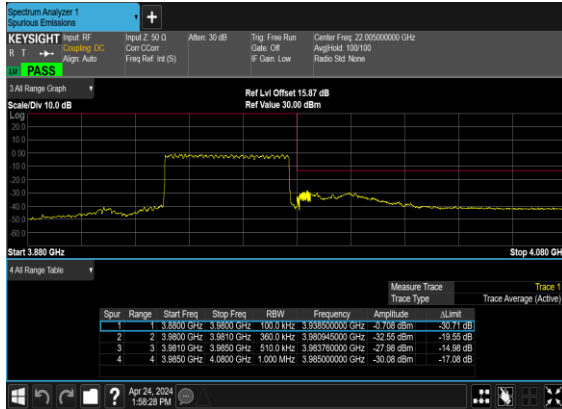 Spectrum Analyzer 1
Spurious Emissions
KEYSIGHT Input: RF Input Z: 50 Ω Atten: 30 dB Trig: Free Run Center Freq: 22.005000000 GHz
R T Coupling: DC Corr CCorr Gate: Off Avg|Hold: 100/100
Align: Auto Freq Ref: Int (S) IF Gain: Low Radio Std: None
PASS
3 All Range Graph
Ref Lvl Offset 15.87 dB
Scale/Div 10.0 dB Ref Value 30.00 dBm
Log
20.0
10.0
0.00
-10.0
-20.0
-30.0
-40.0
-50.0
-60.0
Start 3.880 GHz Stop 4.080 GH
4 All Range Table
Measure Trace Trace 1
Trace Type Trace Average (Active)
Spur Range Start Freq Stop Freq RBW Frequency Amplitude ΔLimit
1 1 3.8800 GHz 3.9800 GHz 100.0 kHz 3.938500000 GHz -0.708 dBm -30.71 dB
2 2 3.9800 GHz 3.9810 GHz 360.0 kHz 3.980945000 GHz -32.55 dBm -19.55 dB
3 3 3.9810 GHz 3.9850 GHz 510.0 kHz 3.983760000 GHz -27.98 dBm -14.98 dB
4 4 3.9850 GHz 4.0800 GHz 1.000 MHz 3.985000000 GHz -30.08 dBm -17.08 dB
Apr 24, 2024
1:58:28 PM